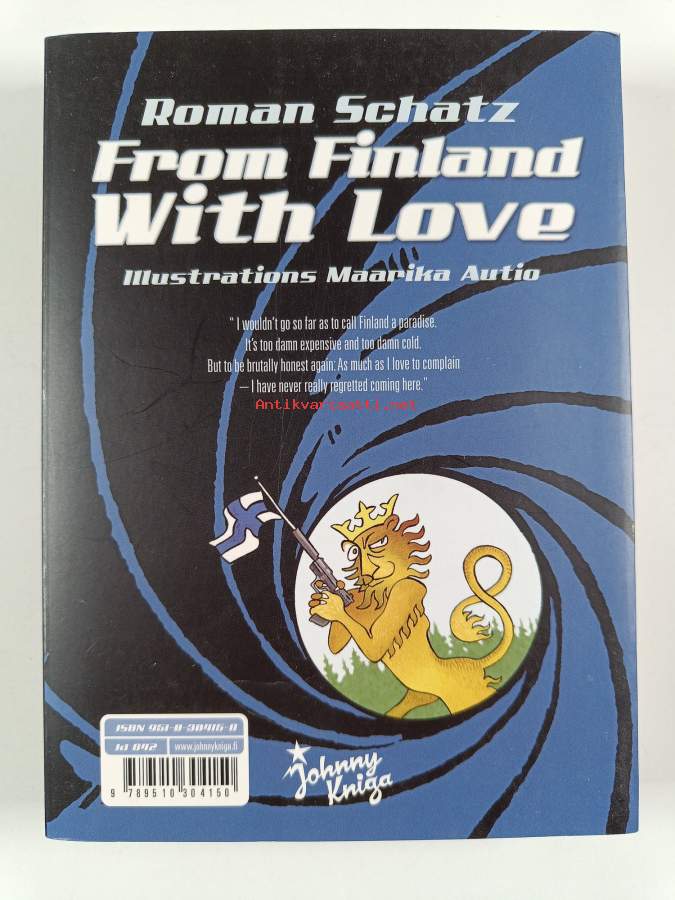 Roman Schatz
From Finland
With Love
Illustrations Maarika Autio
" I wouldn't go so far as to call Finland a paradise.
It's too damn expensive and too damn cold.
But to be brutally honest again: As much as I love to complain
– I have never really regretted coming here."
Antikvariaatti.net
ISBN 951-0-30415-0
Id 842
www.johnnykniga.fi
9 789510 304150
Johnny
Kniga